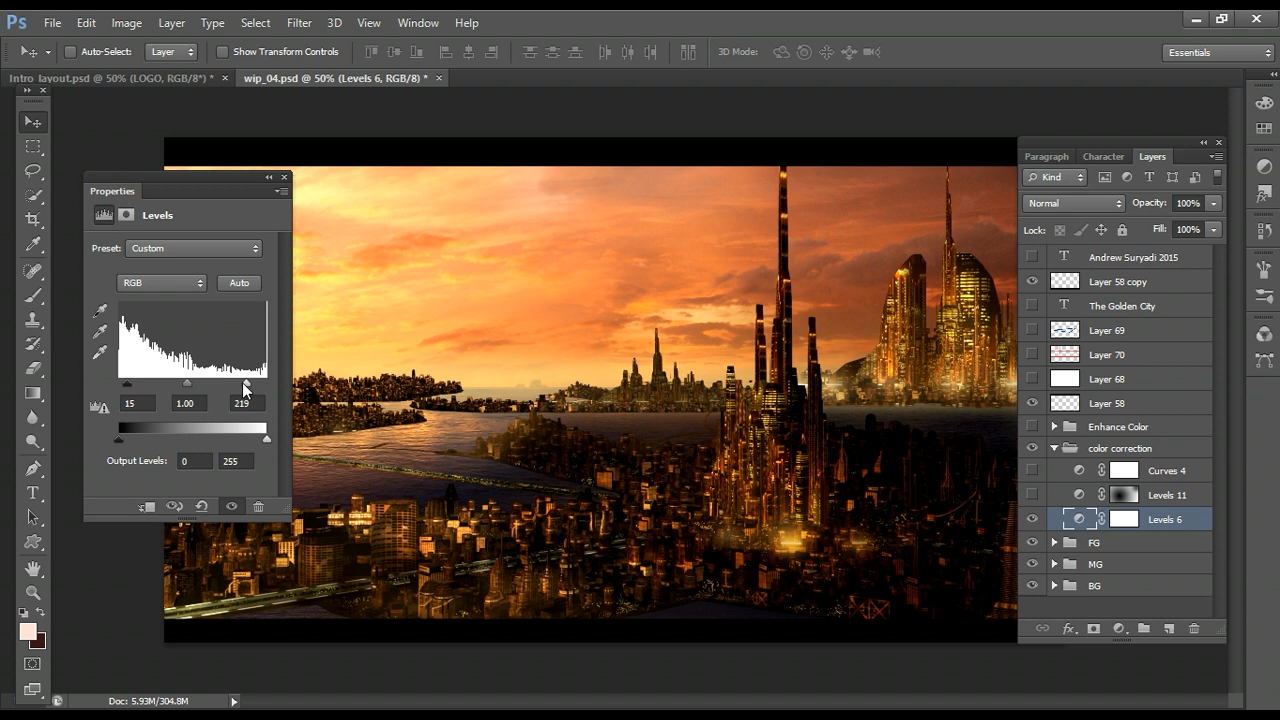 Ps File Edit Image Layer Type Select Filter 3D View Window Help
Auto-Select: Layer Show Transform Controls 3D Mode: Essentials
Intro_layout.psd @ 50% (LOGO, RGB/8*) * × wip_04.psd @ 50% (Levels 6, RGB/8) * ×
Properties
Levels
Preset: Custom
RGB Auto
15 1.00 219
Output Levels: 0 255
Paragraph Character Layers
Kind
Normal Opacity: 100%
Lock: Fill: 100%
T Andrew Suryadi 2015
Layer 58 copy
T The Golden City
Layer 69
Layer 70
Layer 68
Layer 58
Enhance Color
color correction
Curves 4
Levels 11
Levels 6
FG
MG
BG
fx
Doc: 5.93M/304.8M